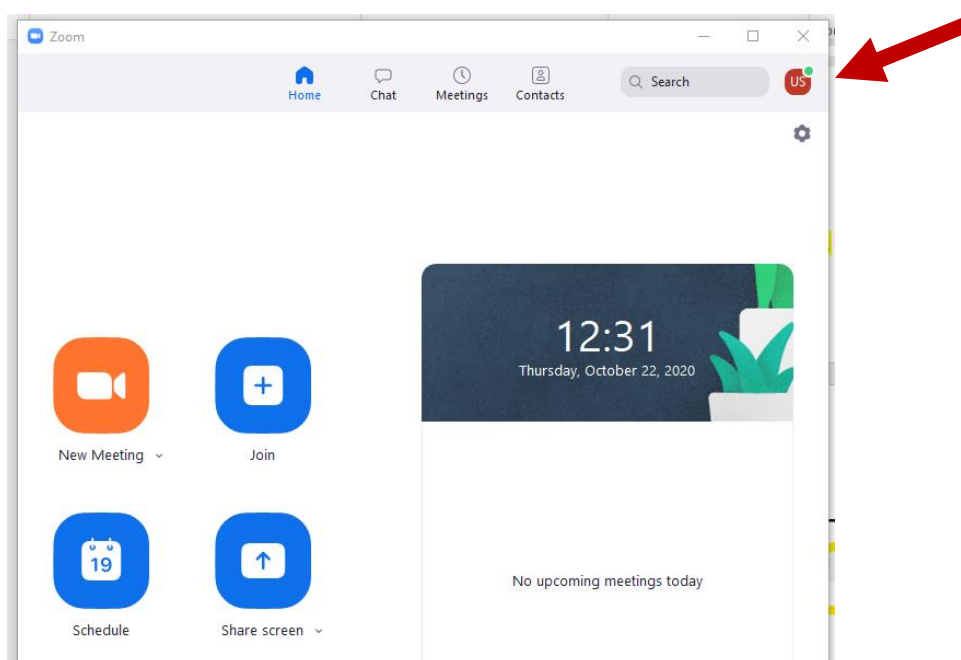 Zoom
Home Chat Meetings Contacts
Search
US
12:31
Thursday, October 22, 2020
New Meeting
Join
19
Schedule
Share screen
No upcoming meetings today